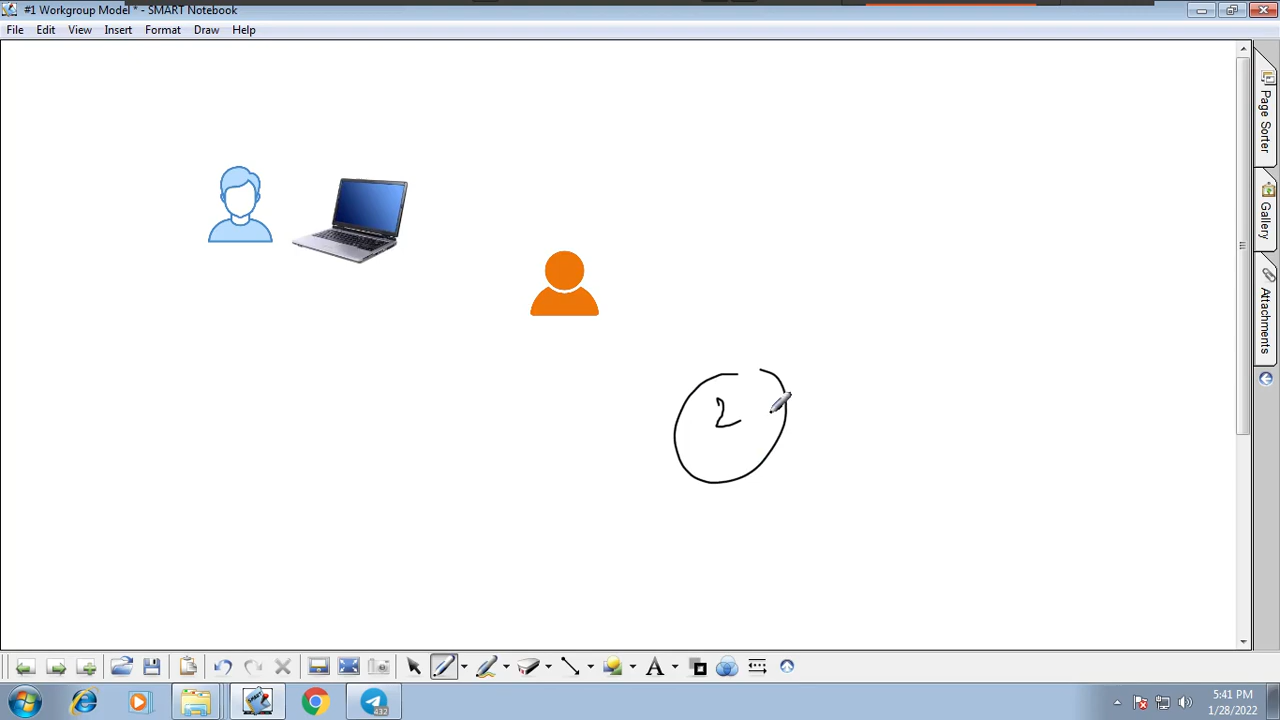 #1 Workgroup Model * - SMART Notebook
File Edit View Insert Format Draw Help
Page Sorter
Gallery
Attachments
2
A
432
5:41 PM
1/28/2022